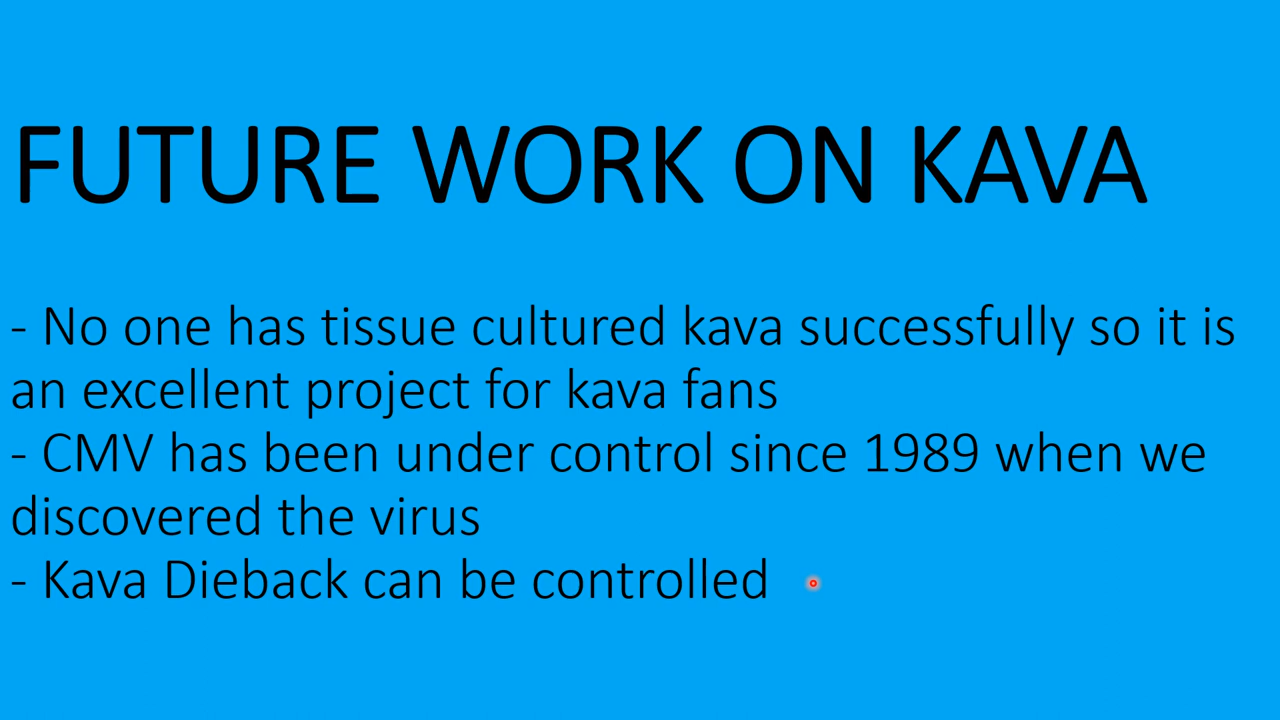 FUTURE WORK ON KAVA
- No one has tissue cultured kava successfully so it is
an excellent project for kava fans
- CMV has been under control since 1989 when we
discovered the virus
- Kava Dieback can be controlled